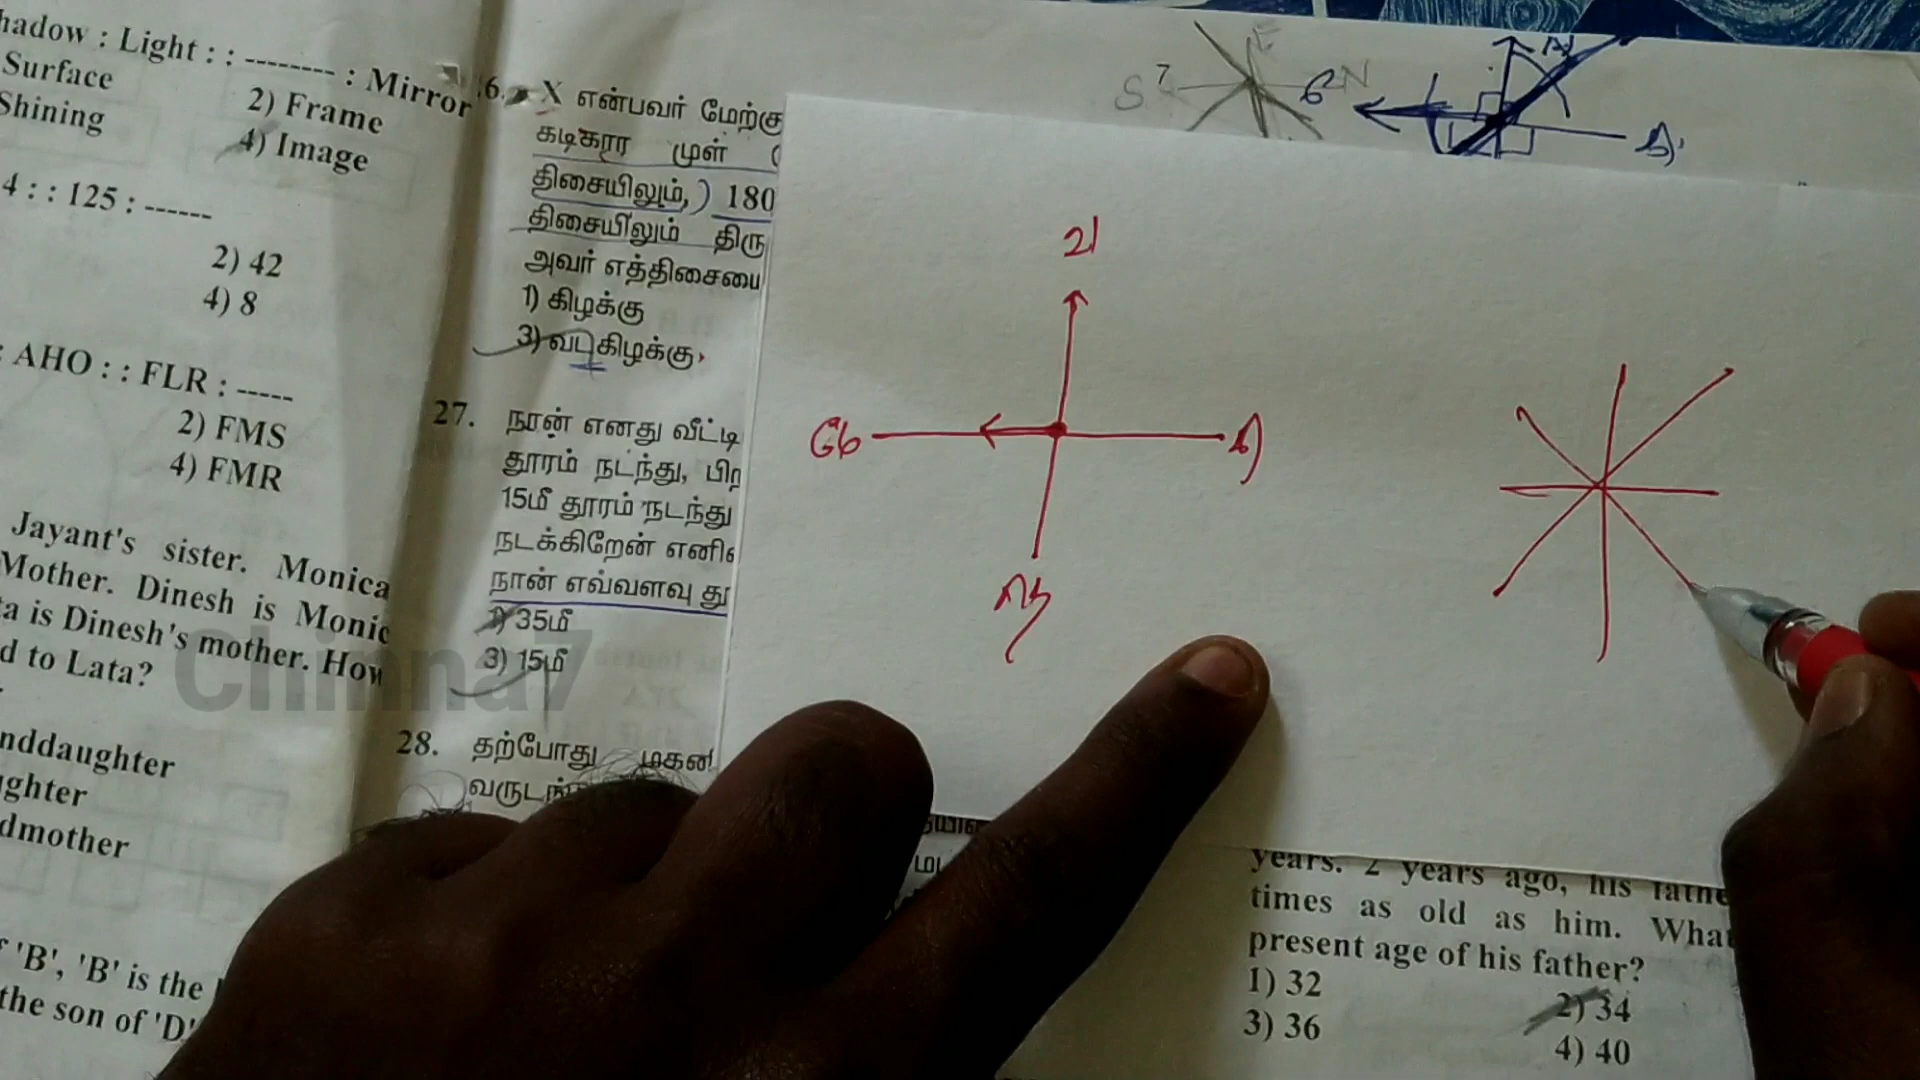 hadow : Light : : -------- : Mirror
Surface
2) Frame
Shining
4) Image
4 : : 125 : ------
2) 42
4) 8
: AHO : : FLR : -----
2) FMS
4) FMR
Jayant's sister. Monica
Mother. Dinesh is Monic
ta is Dinesh's mother. How
d to Lata?
nddaughter
ghter
dmother
f 'B', 'B' is the
the son of 'D'
6. X என்பவர் மேற்கு
கடிகார முள்
திசையிலும், 180
திசையிலும் திரு
அவர் எத்திசையை
1) கிழக்கு
3) வடகிழக்கு
27. நான் எனது வீட்டி
தூரம் நடந்து, பிற
15மீ தூரம் நடந்து
நடக்கிறேன் எனில்
நான் எவ்வளவு தூ
1) 35மீ
3) 15மீ
28. தற்போது மகன்
S 7 E 6 N
N
வ
மே கி
தெ
years. 2 years ago, his fathe
times as old as him. What
present age of his father?
1) 32
2) 34
3) 36
4) 40
Chinna7